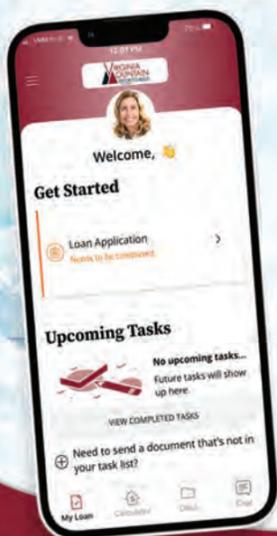 12:01 PM
VIRGINIA
MOUNTAIN
MORTGAGE
Welcome, 👋
Get Started
Loan Application
Needs to be completed
Upcoming Tasks
No upcoming tasks...
Future tasks will show
up here.
VIEW COMPLETED TASKS
Need to send a document that's not in
your task list?
My Loan
Calculator
Docs
Chat